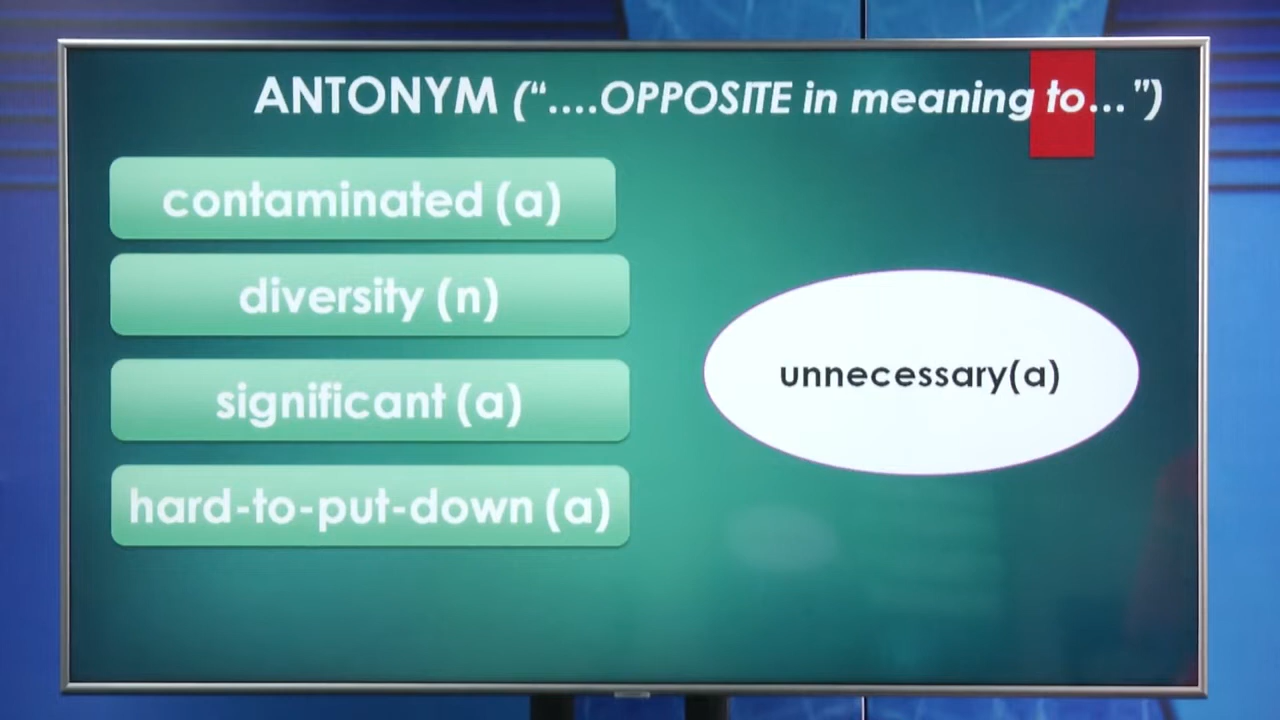 ANTONYM (“....OPPOSITE in meaning to...”)
contaminated (a)
diversity (n)
significant (a)
hard-to-put-down (a)
unnecessary(a)